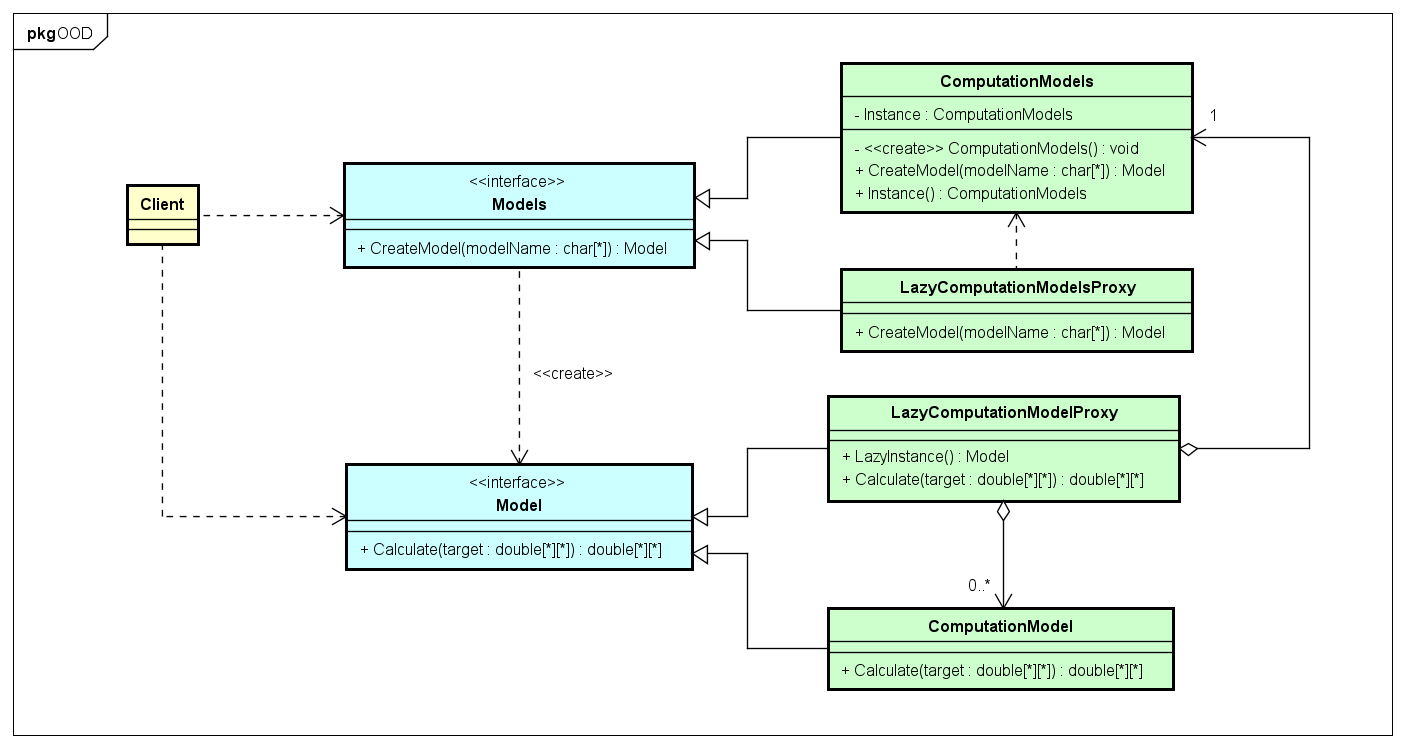 pkg OOD
ComputationModels
- Instance : ComputationModels
- <<create>> ComputationModels() : void
+ CreateModel(modelName : char[*]) : Model
+ Instance() : ComputationModels
1
<<interface>>
Models
+ CreateModel(modelName : char[*]) : Model
Client
LazyComputationModelsProxy
+ CreateModel(modelName : char[*]) : Model
<<create>>
LazyComputationModelProxy
+ LazyInstance() : Model
+ Calculate(target : double[*][*]) : double[*][*]
<<interface>>
Model
+ Calculate(target : double[*][*]) : double[*][*]
0..*
ComputationModel
+ Calculate(target : double[*][*]) : double[*][*]